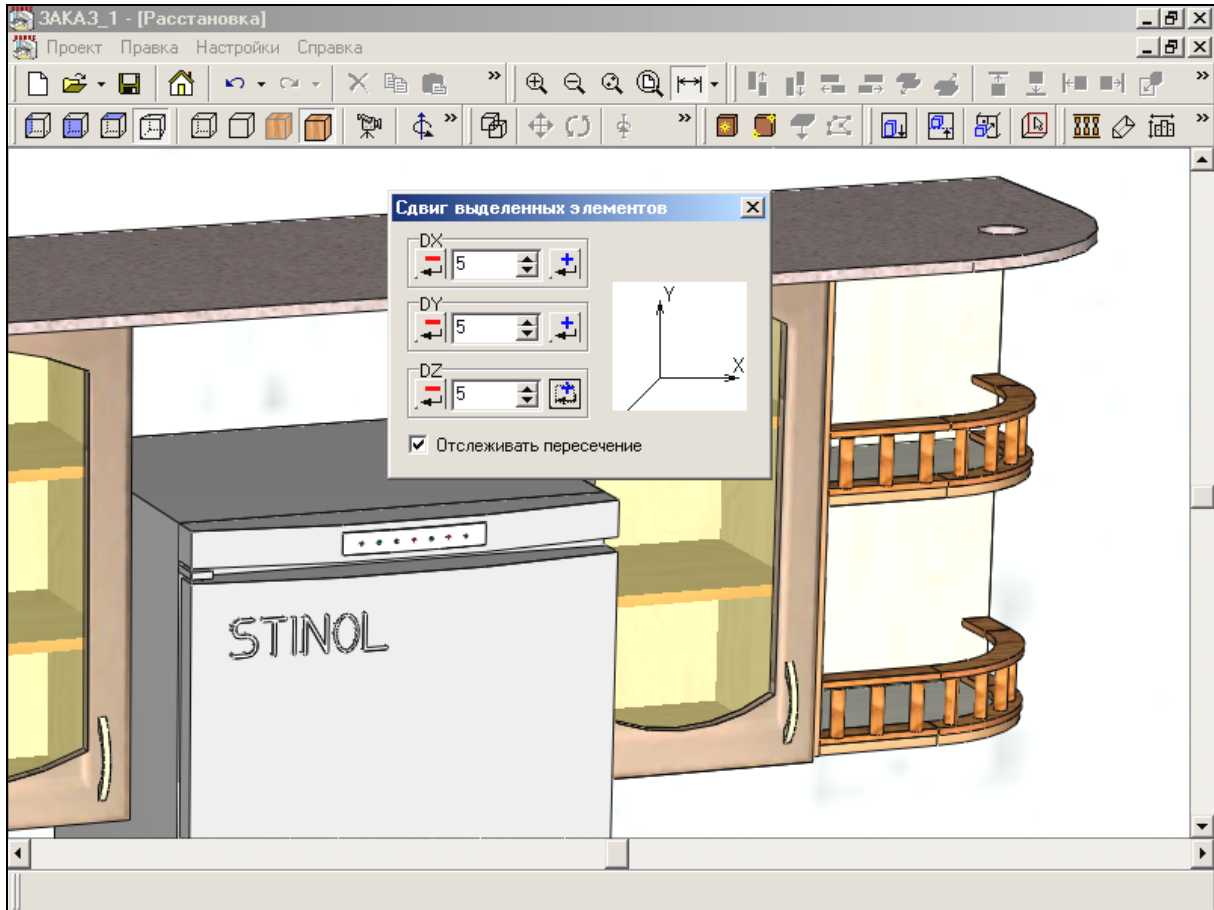 ЗАКАЗ_1 - [Расстановка]
Проект Правка Настройки Справка
Сдвиг выделенных элементов
DX
5
DY
5
DZ
5
Y
X
Отслеживать пересечение
STINOL